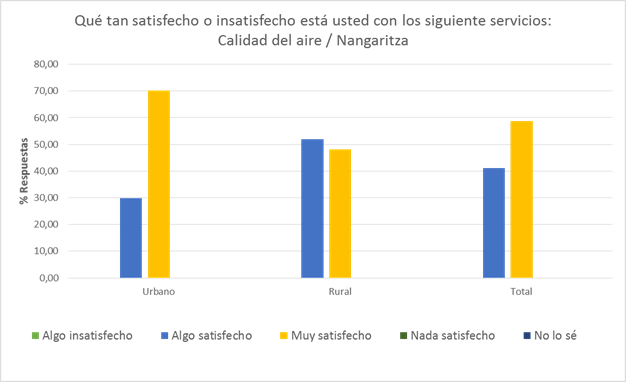 Qué tan satisfecho o insatisfecho está usted con los siguiente servicios:
Calidad del aire / Nangaritza
80,00
70,00
60,00
50,00
40,00
30,00
20,00
10,00
0,00
% Respuestas
Urbano Rural Total
Algo insatisfecho Algo satisfecho Muy satisfecho Nada satisfecho No lo sé